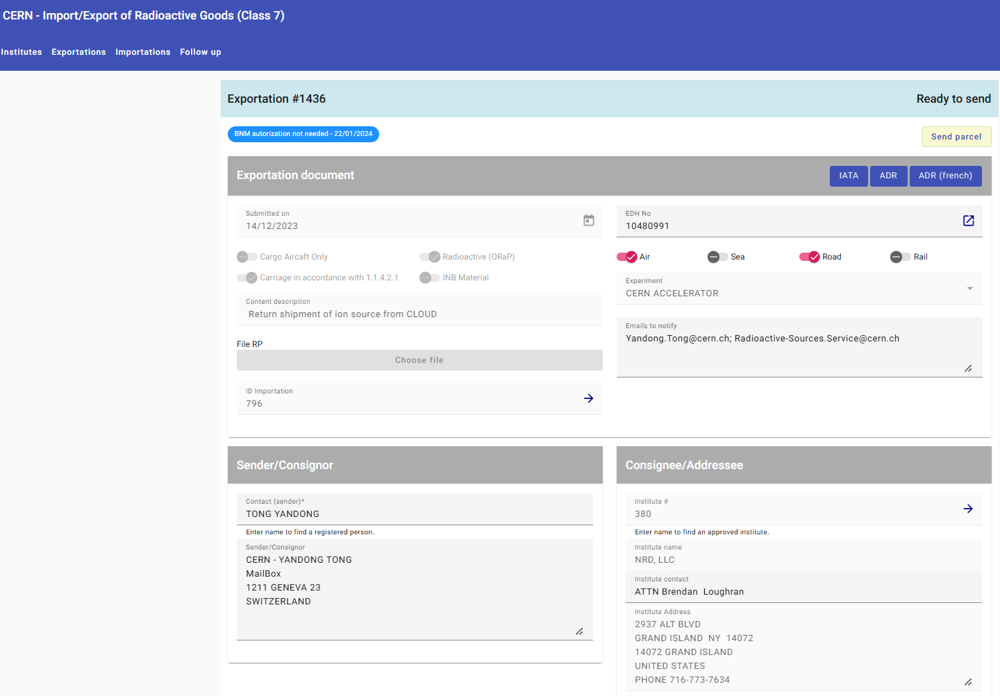 CERN - Import/Export of Radioactive Goods (Class 7)
Institutes Exportations Importations Follow up
Exportation #1436
Ready to send
BNM autorization not needed - 22/01/2024
Send parcel
Exportation document
IATA
ADR
ADR (french)
Submitted on
14/12/2023
EDH No
10480991
Cargo Aircaft Only
Radioactive (ORaP)
Carriage in accordance with 1.1.4.2.1
INB Material
Air
Sea
Road
Rail
Content description
Return shipment of ion source from CLOUD
Experiment
CERN ACCELERATOR
File RP
Choose file
Emails to notify
Yandong.Tong@cern.ch; Radioactive-Sources.Service@cern.ch
ID Importation
796
Sender/Consignor
Contact (sender)*
TONG YANDONG
Enter name to find a registered person.
Sender/Consignor
CERN - YANDONG TONG
MailBox
1211 GENEVA 23
SWITZERLAND
Consignee/Addressee
Institute #
380
Enter name to find an approved institute.
Institute name
NRD, LLC
Institute contact
ATTN Brendan  Loughran
Institute Address
2937 ALT BLVD
GRAND ISLAND  NY  14072
14072 GRAND ISLAND
UNITED STATES
PHONE 716-773-7634